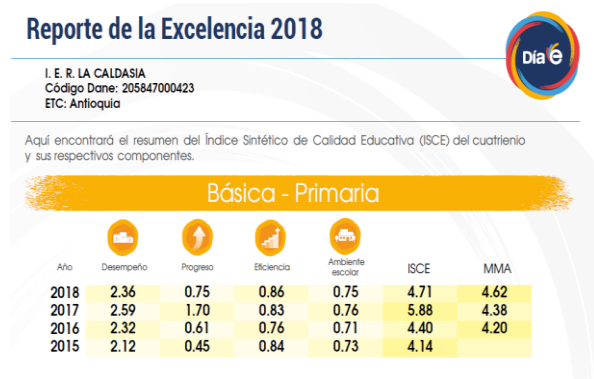 Reporte de la Excelencia 2018
Día é
I. E. R. LA CALDASIA
Código Dane: 205847000423
ETC: Antioquia
Aquí encontrará el resumen del Índice Sintético de Calidad Educativa (ISCE) del cuatrienio
y sus respectivos componentes.
Básica - Primaria
Año Desempeño Progreso Eficiencia Ambiente escolar ISCE MMA
2018 2.36 0.75 0.86 0.75 4.71 4.62
2017 2.59 1.70 0.83 0.76 5.88 4.38
2016 2.32 0.61 0.76 0.71 4.40 4.20
2015 2.12 0.45 0.84 0.73 4.14